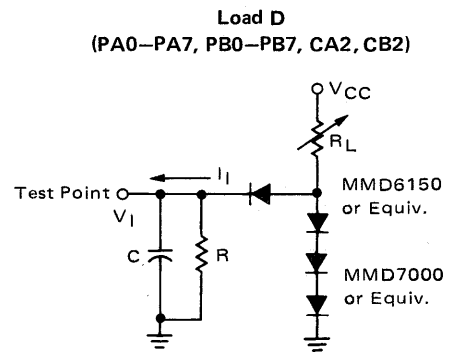 Load D
(PA0–PA7, PB0–PB7, CA2, CB2)
VCC
RL
II
MMD6150
or Equiv.
Test Point
VI
C
R
MMD7000
or Equiv.